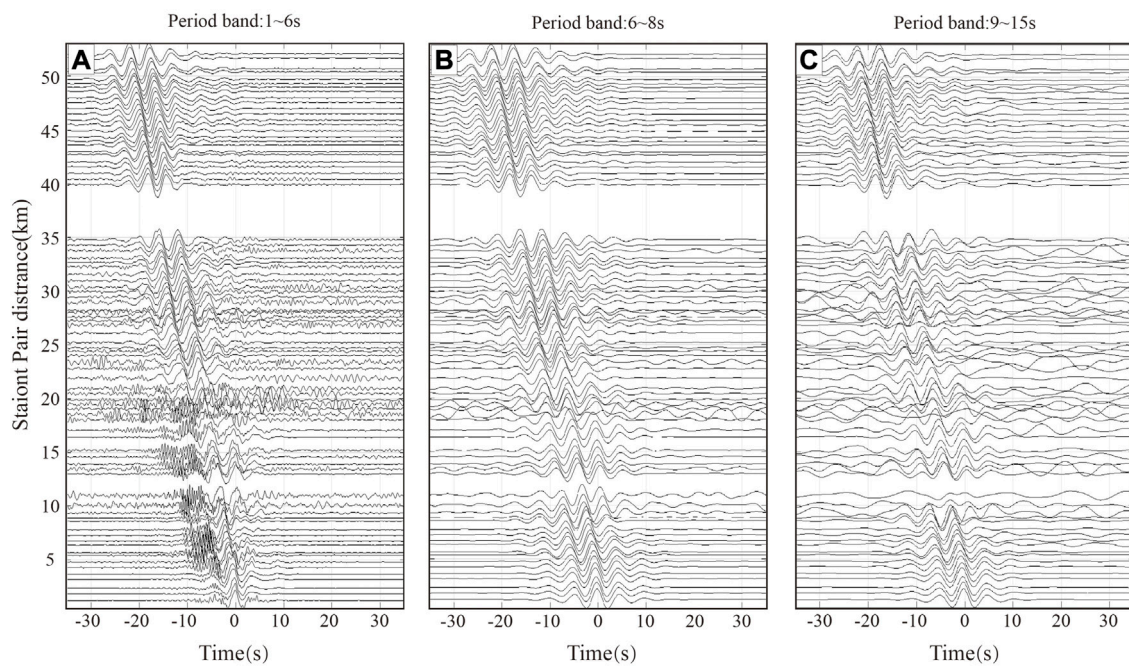 Period band:1~6s
Period band:6~8s
Period band:9~15s
A
B
C
Staiont Pair distrance(km)
50
45
40
35
30
25
20
15
10
5
-30 -20 -10 0 10 20 30
-30 -20 -10 0 10 20 30
-30 -20 -10 0 10 20 30
Time(s)
Time(s)
Time(s)